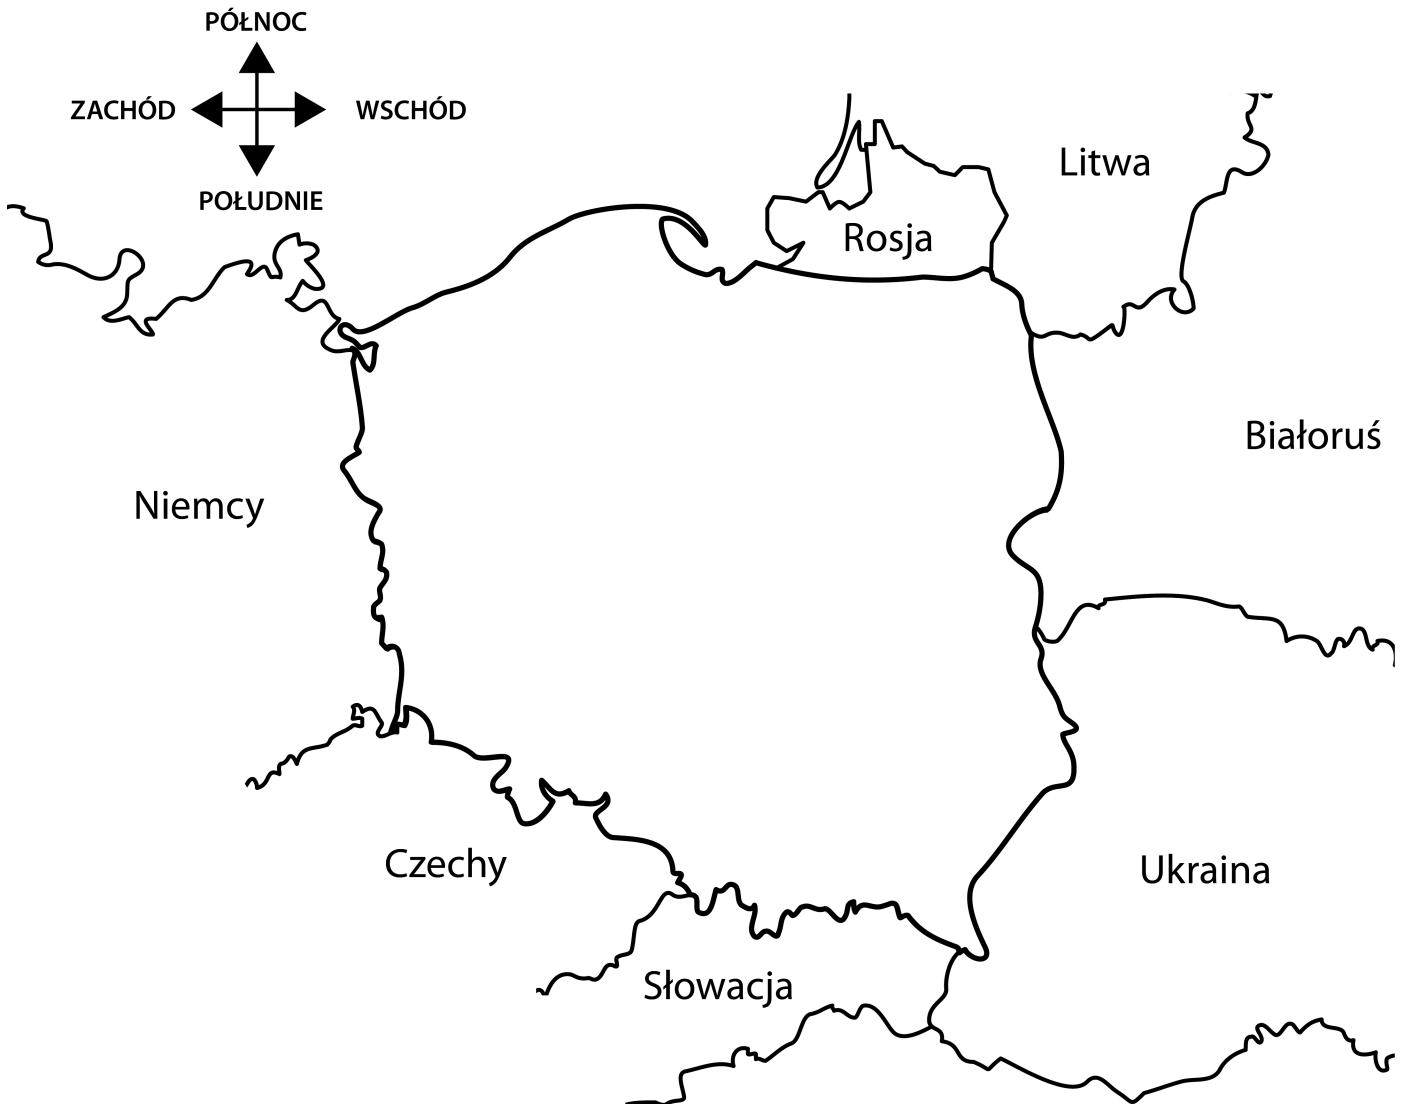 PÓŁNOC
ZACHÓD
WSCHÓD
POŁUDNIE
Litwa
Rosja
Białoruś
Niemcy
Czechy
Ukraina
Słowacja